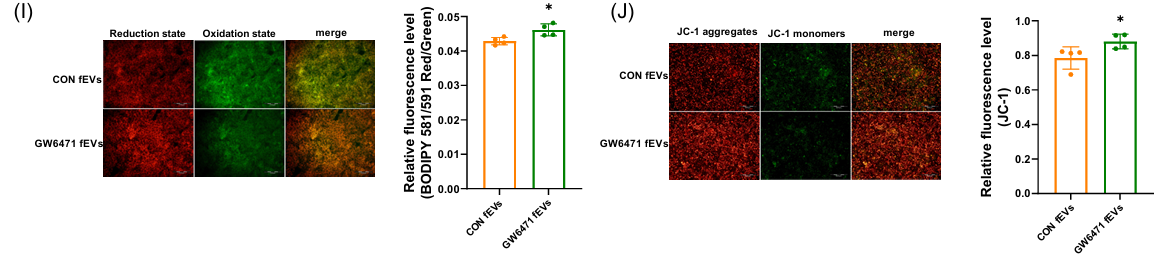 (I)
Reduction state Oxidation state merge
CON fEVs
GW6471 fEVs
Relative fluorescence level
(BODIPY 581/591 Red/Green)
0.05
0.04
0.03
0.02
0.01
0.00
*
CON fEVs
GW6471 fEVs
(J)
JC-1 aggregates JC-1 monomers merge
CON fEVs
GW6471 fEVs
Relative fluorescence level
(JC-1)
1.0
0.8
0.6
0.4
0.2
0.0
*
CON fEVs
GW6471 fEVs